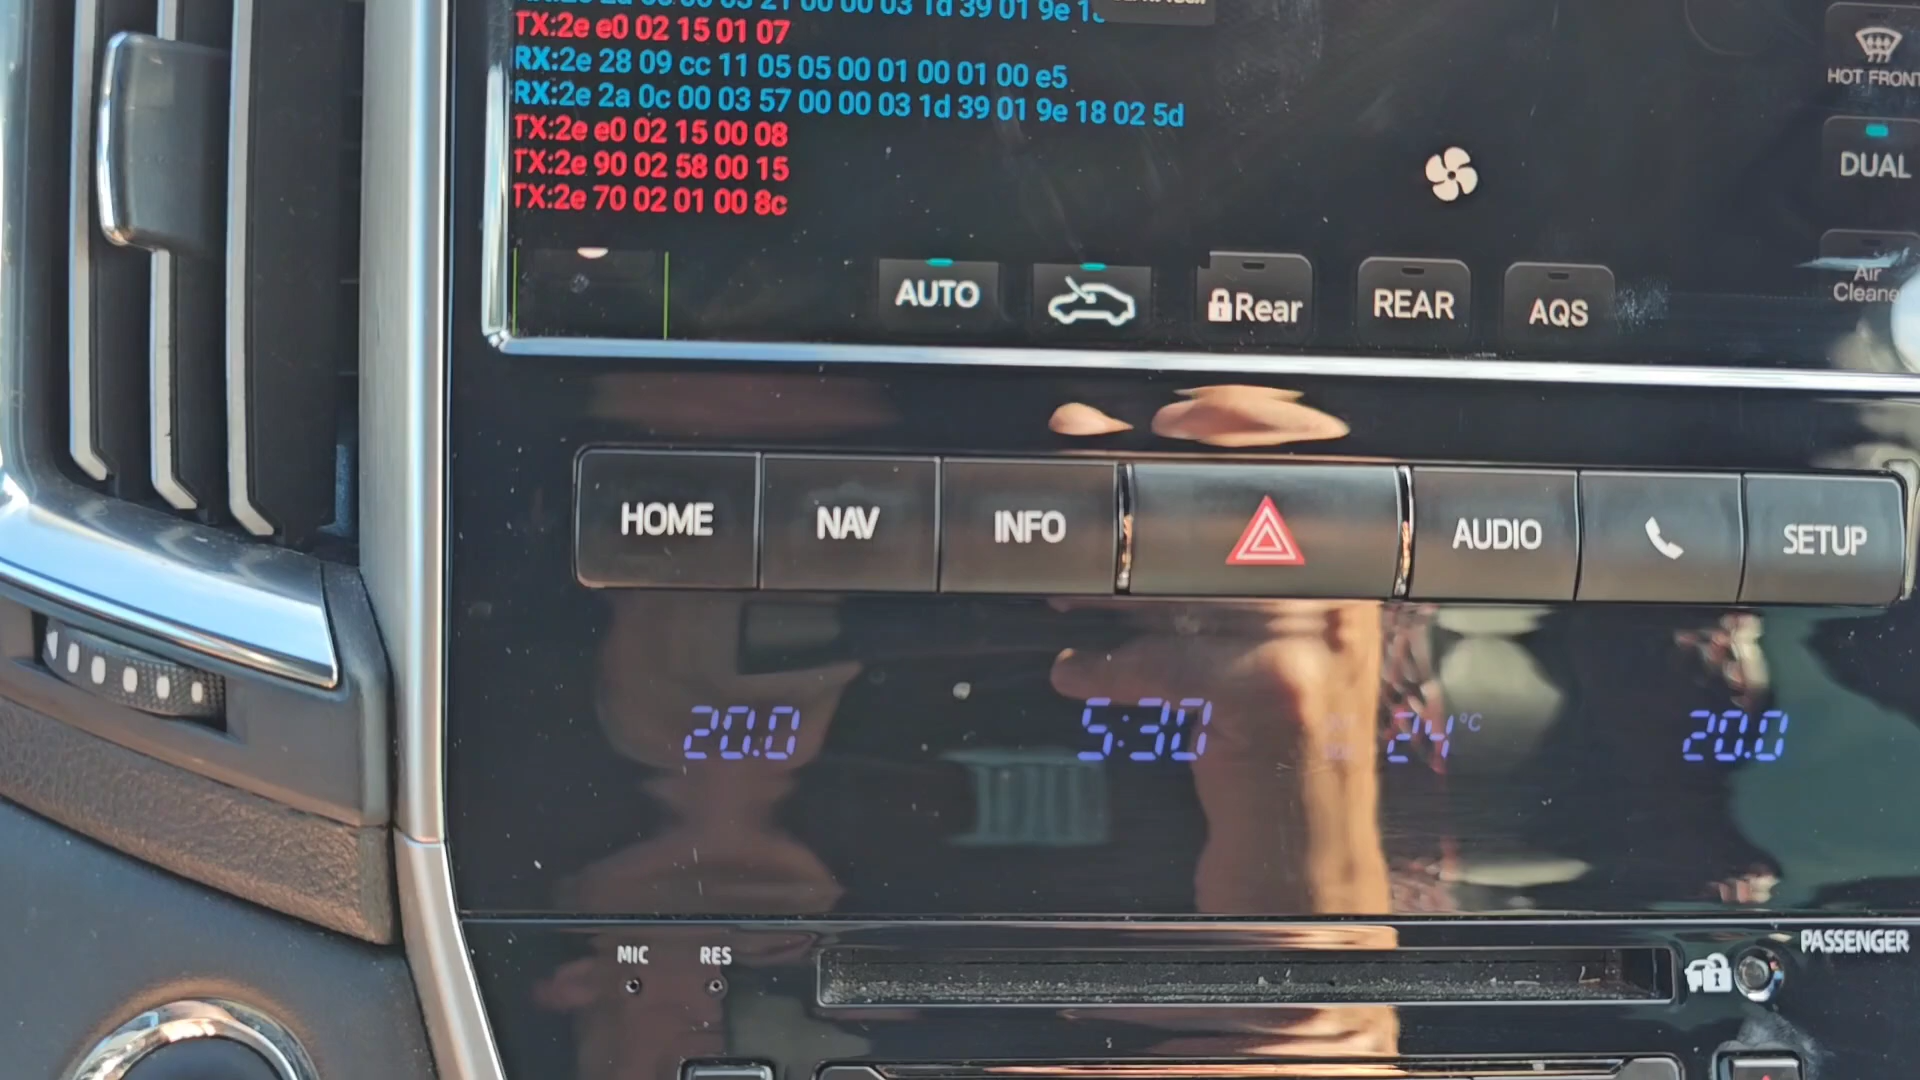 TX:2e e0 02 15 01 07
RX:2e 28 09 cc 11 05 05 00 01 00 01 00 e5
RX:2e 2a 0c 00 03 57 00 00 03 1d 39 01 9e 18 02 5d
TX:2e e0 02 15 00 08
TX:2e 90 02 58 00 15
TX:2e 70 02 01 00 8c
HOT FRONT
DUAL
Air
Cleane
AUTO
Rear
REAR
AQS
HOME
NAV
INFO
AUDIO
SETUP
20.0
5:30
24°C
20.0
MIC
RES
PASSENGER